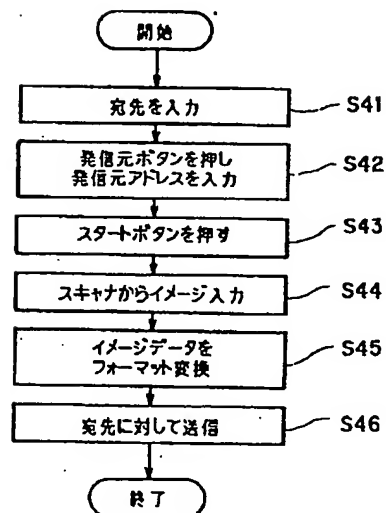 開始
宛先を入力
S41
発信元ボタンを押し
発信元アドレスを入力
S42
スタートボタンを押す
S43
スキャナからイメージ入力
S44
イメージデータを
フォーマット変換
S45
宛先に対して送信
S46
終了